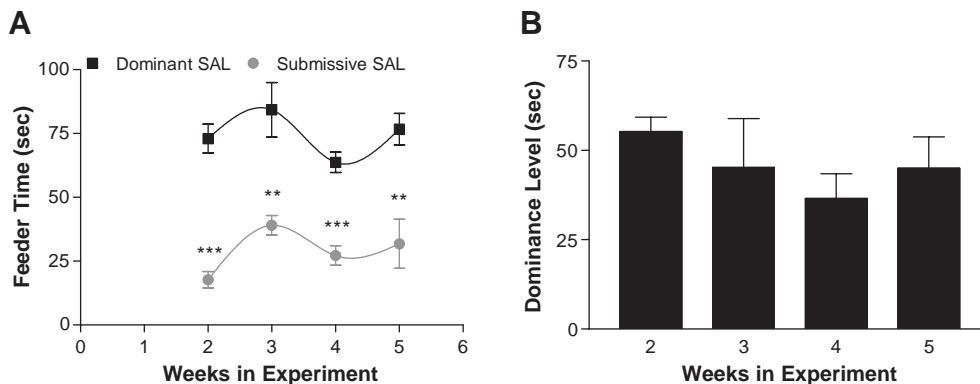 A
Dominant SAL
Submissive SAL
Feeder Time (sec)
100
75
50
25
0
***
**
***
**
0 1 2 3 4 5 6
Weeks in Experiment
B
Dominance Level (sec)
75
50
25
0
2 3 4 5
Weeks in Experiment